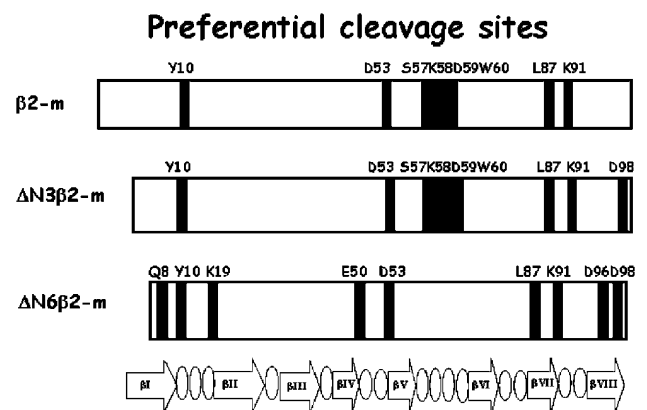 Preferential cleavage sites
Y10 D53 S57K58D59W60 L87 K91
β2-m
Y10 D53 S57K58D59W60 L87 K91 D98
ΔN3β2-m
Q8 Y10 K19 E50 D53 L87 K91 D96D98
ΔN6β2-m
βI βII βIII βIV βV βVI βVII βVIII